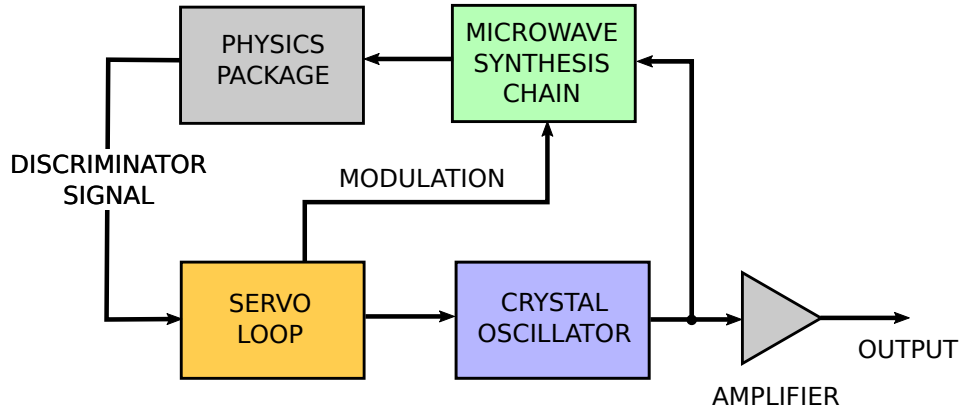 PHYSICS
PACKAGE
MICROWAVE
SYNTHESIS
CHAIN
DISCRIMINATOR
SIGNAL
MODULATION
SERVO
LOOP
CRYSTAL
OSCILLATOR
OUTPUT
AMPLIFIER